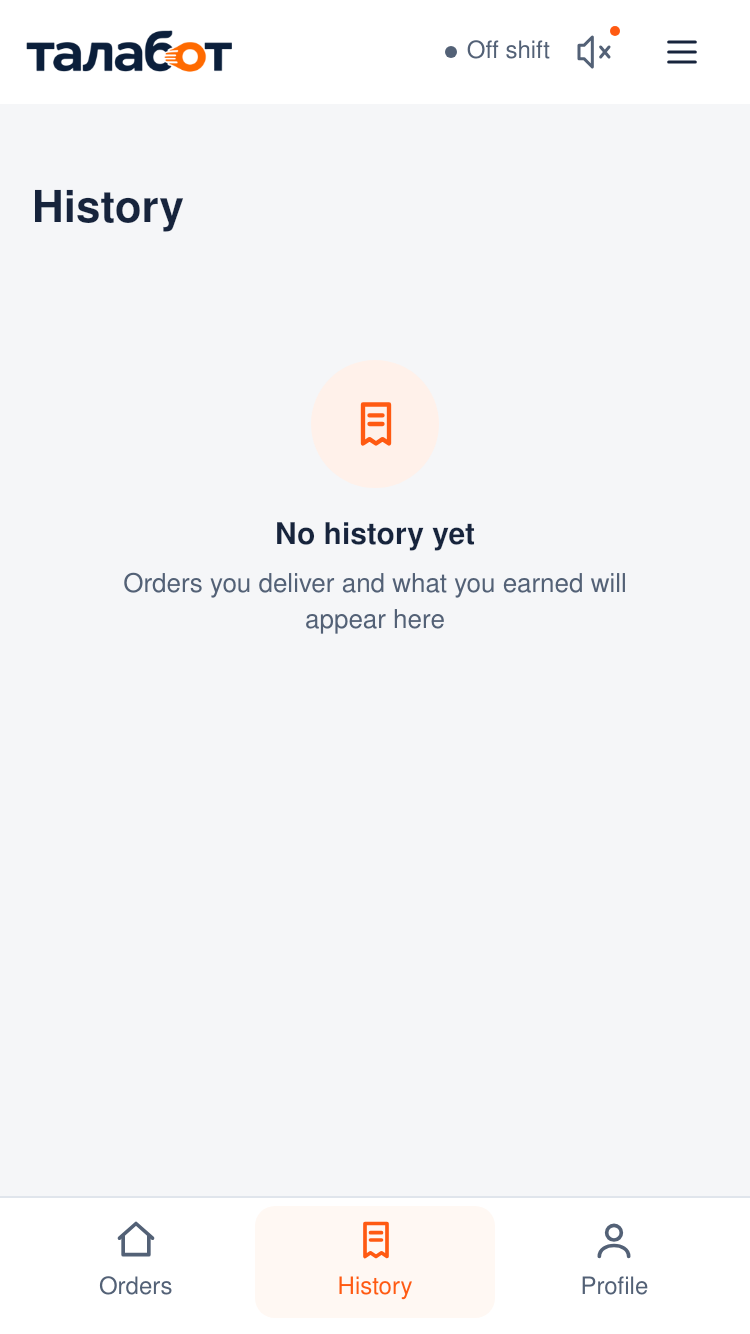 талабот
Off shift
History
No history yet
Orders you deliver and what you earned will
appear here
Orders
History
Profile